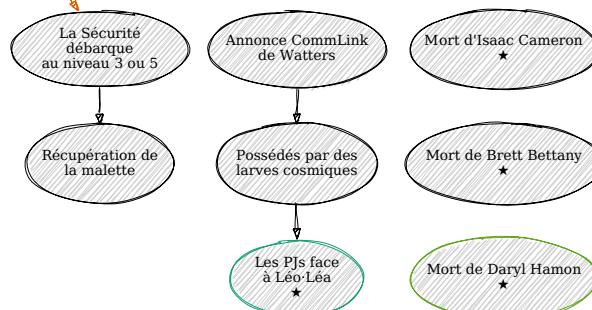 La Sécurité
débarque
au niveau 3 ou 5
Annonce CommLink
de Watters
Mort d'Isaac Cameron
★
Récupération de
la malette
Possédés par des
larves cosmiques
Mort de Brett Bettany
★
Les PJs face
à Léo·Léa
★
Mort de Daryl Hamon
★